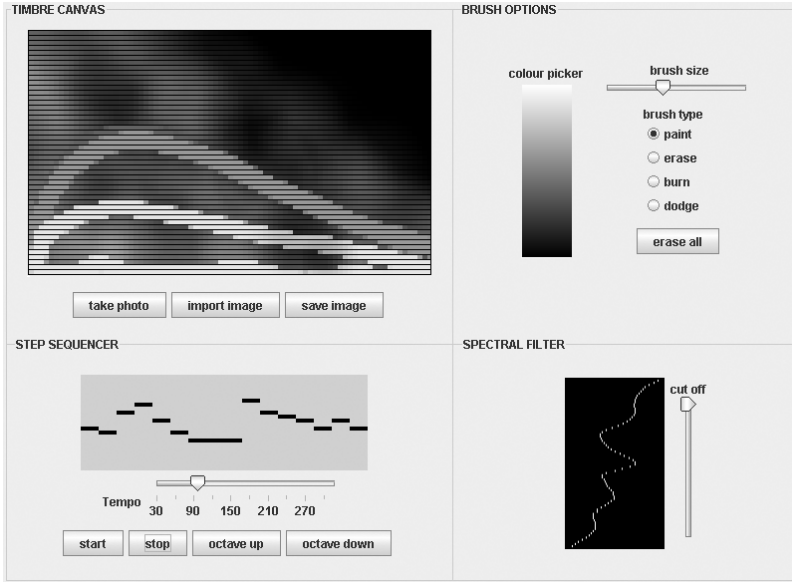 TIMBRE CANVAS
take photo
import image
save image
BRUSH OPTIONS
colour picker
brush size
brush type
paint
erase
burn
dodge
erase all
STEP SEQUENCER
Tempo
30 90 150 210 270
start
stop
octave up
octave down
SPECTRAL FILTER
cut off